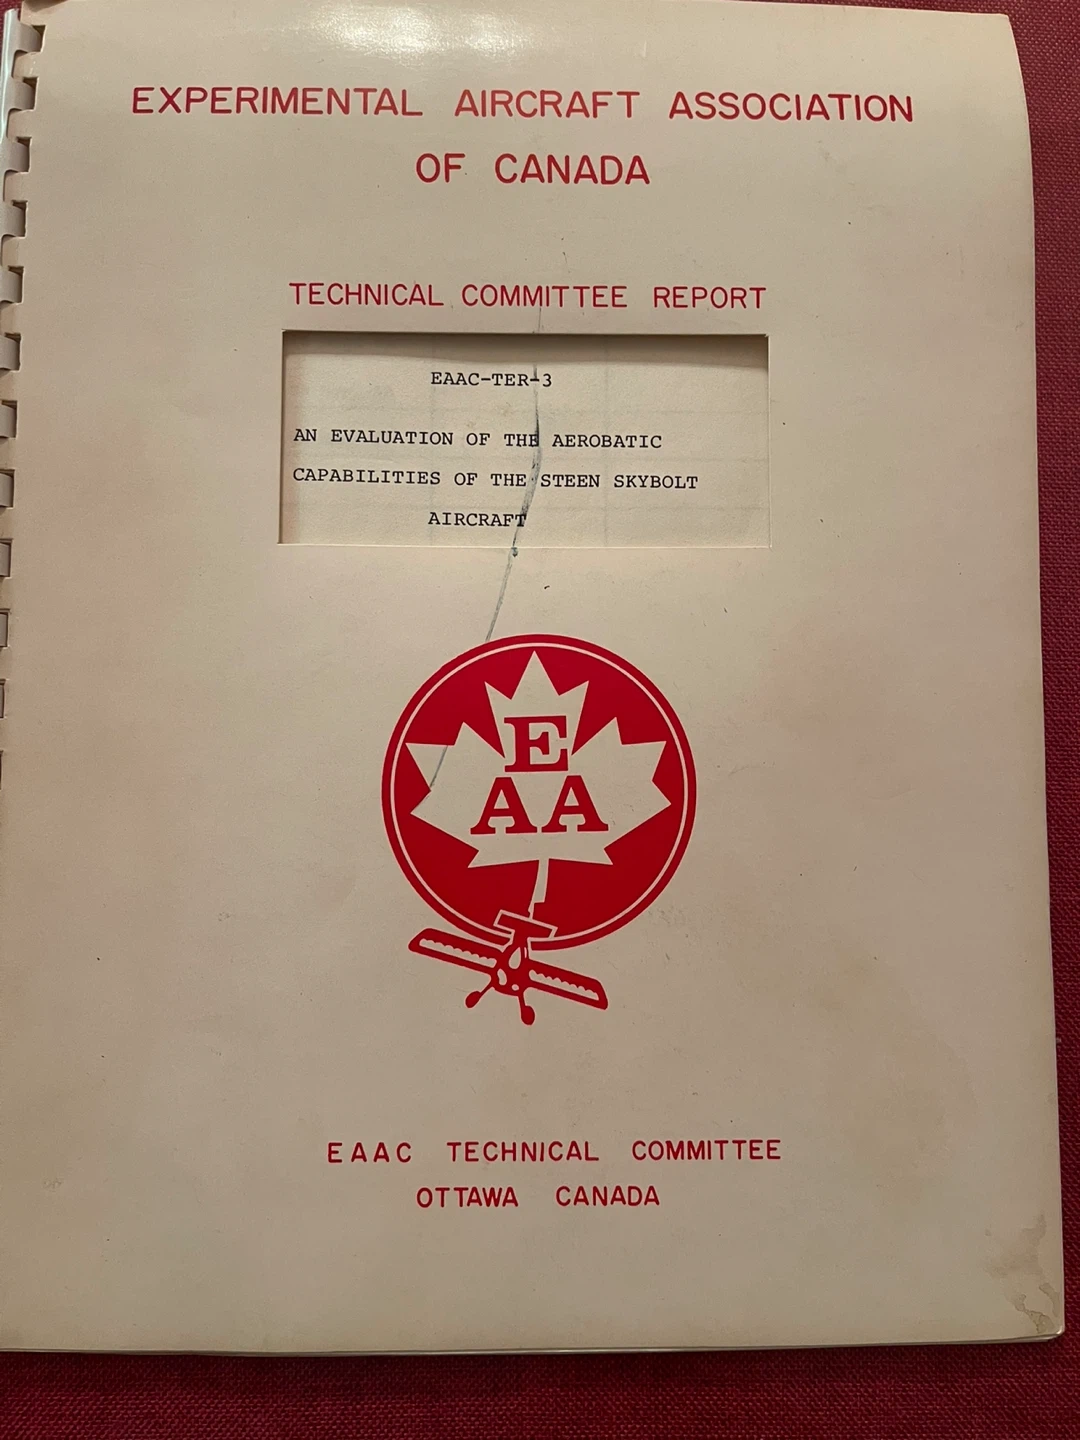 EXPERIMENTAL AIRCRAFT ASSOCIATION
OF CANADA
TECHNICAL COMMITTEE REPORT
EAAC-TER-3
AN EVALUATION OF THE AEROBATIC
CAPABILITIES OF THE STEEN SKYBOLT
AIRCRAFT
E
AA
EAAC TECHNICAL COMMITTEE
OTTAWA CANADA